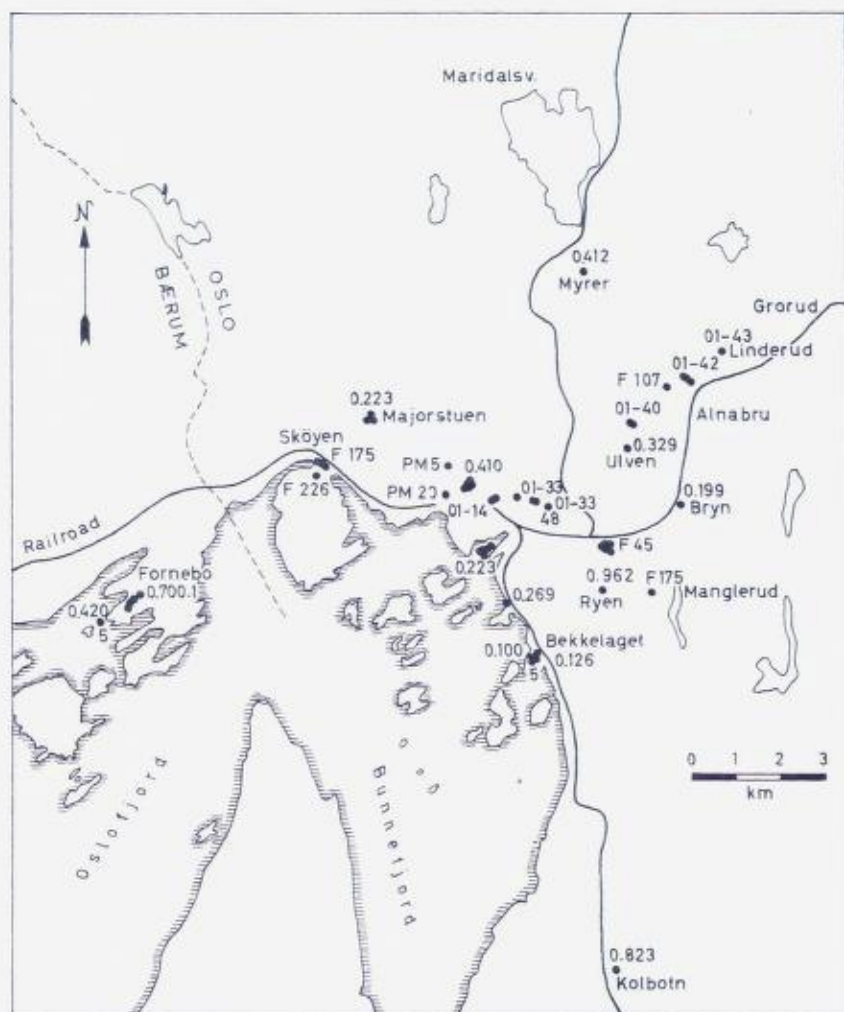 Maridalsv.
N
OSLO
BÆRUM
0.412
Myrer
Grorud
01-43
Linderud
01-42
F 107
Alnabru
01-40
0.329
Ulven
0.223
Majorstuen
Sköyen
F 175
F 226
PM5
0.410
PM 20
01-14
01-33
01-33
48
0.199
Bryn
Railroad
F 45
0.223
0.962
Ryen
F175
Manglerud
Fornebo
0.700.1
0.420
5
0.269
Bekkelaget
0.100
0.126
5
0 1 2 3
km
Oslofjord
Bunnefjord
0.823
Kolbotn